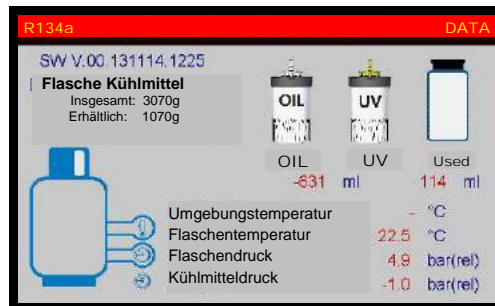 R134a DATA
SW V.00.131114.1225
Flasche Kühlmittel
Insgesamt: 3070g
Erhältlich: 1070g
OIL UV
OIL UV Used
-631 ml 114 ml
Umgebungstemperatur - °C
Flaschentemperatur 22.5 °C
Flaschendruck 4.9 bar(rel)
Kühlmitteldruck -1.0 bar(rel)